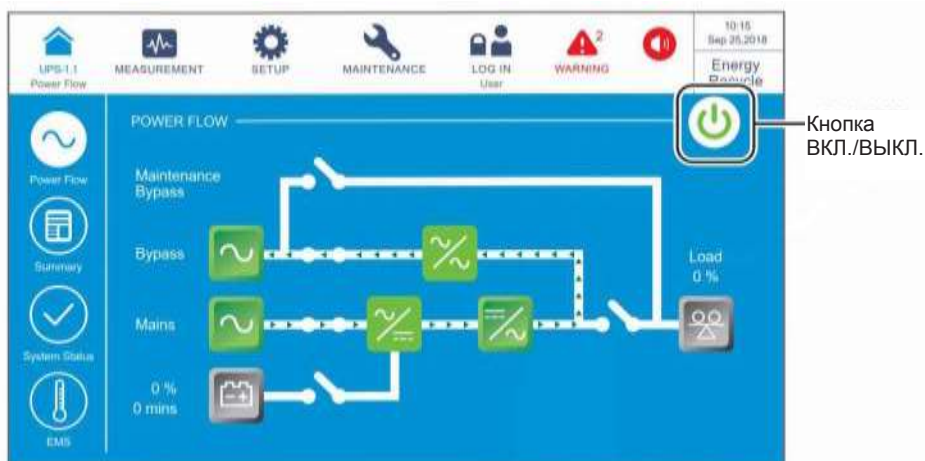 10:15
Sep 25,2018
UPS-1.1
MEASUREMENT
SETUP
MAINTENANCE
LOG IN
WARNING
2
Energy
Recycle
Power Flow
User
POWER FLOW
Кнопка
ВКЛ./ВЫКЛ.
Power Flow
Maintenance
Bypass
Bypass
Load
0 %
Summary
Mains
System Status
0 %
0 mins
EMS